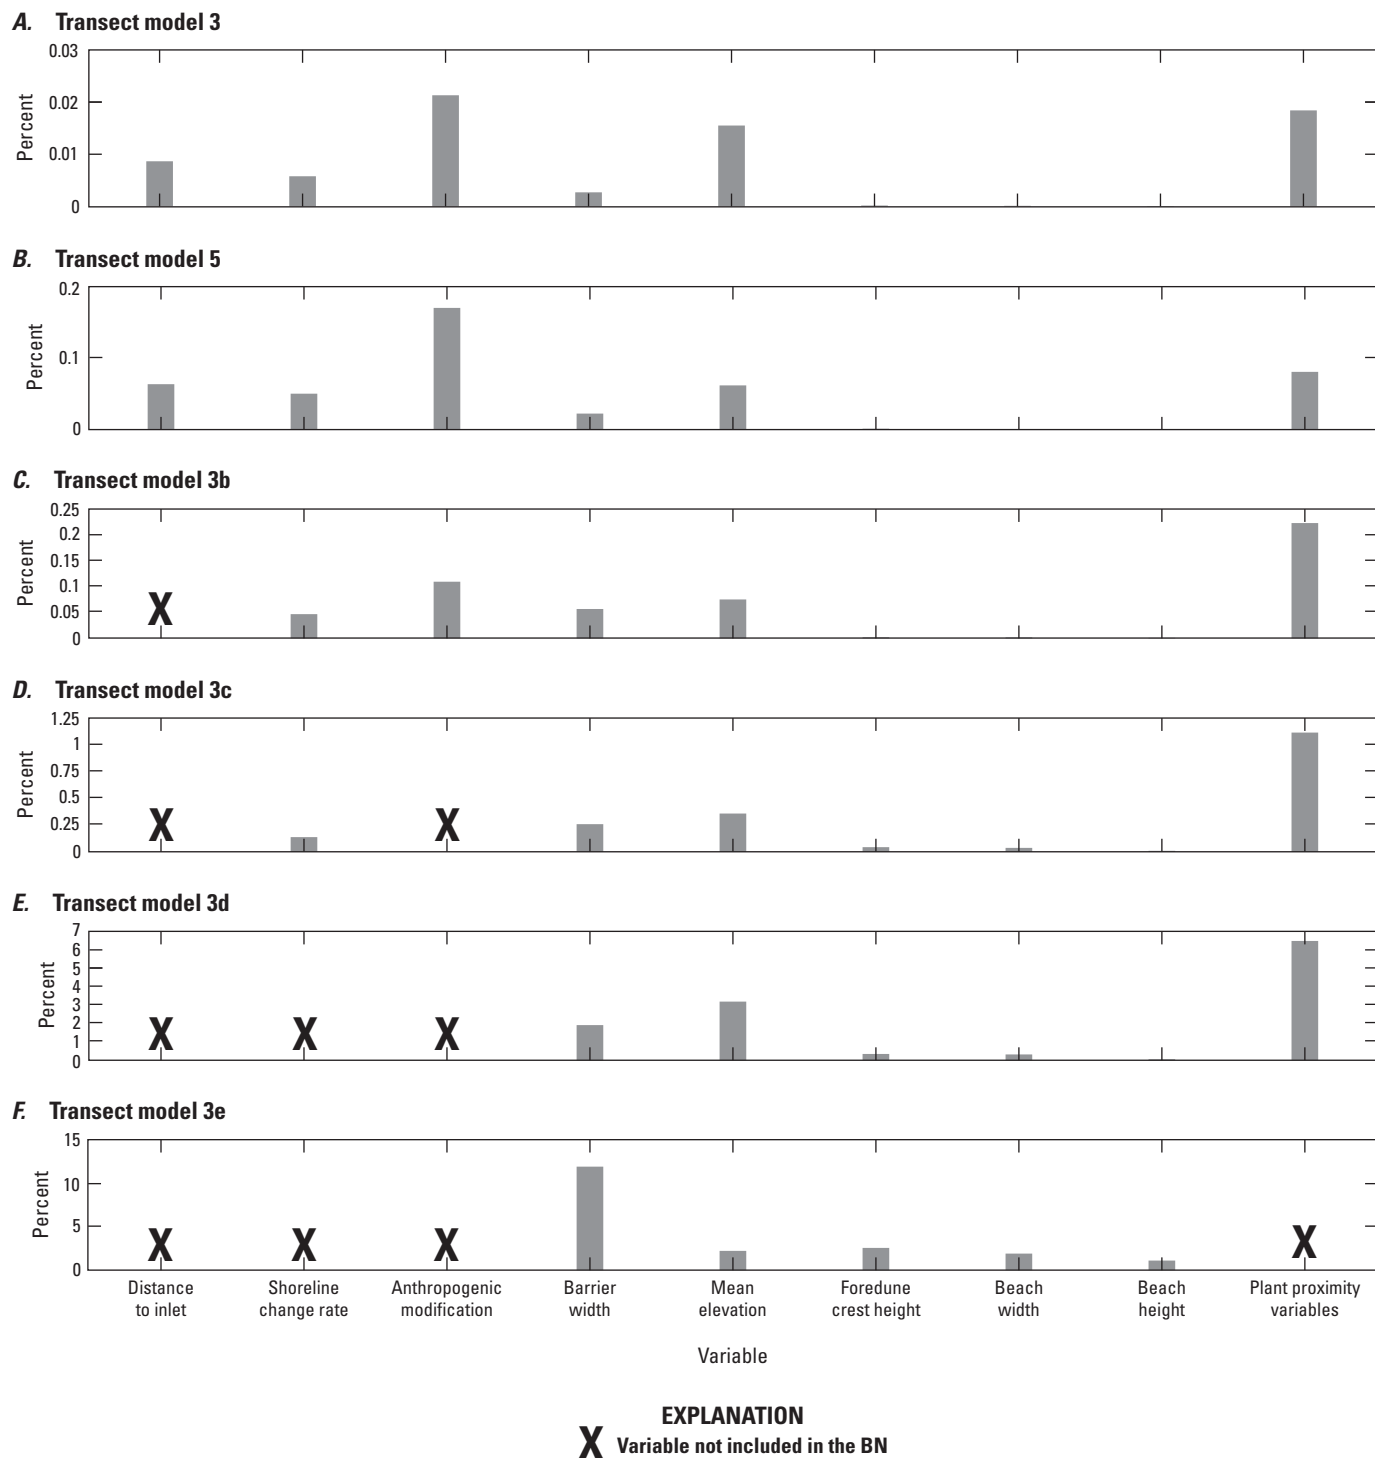 A. Transect model 3
0.03
0.02
0.01
0
Percent
B. Transect model 5
0.2
0.1
0
Percent
C. Transect model 3b
0.25
0.2
0.15
0.1
0.05
0
Percent
X
D. Transect model 3c
1.25
1
0.75
0.5
0.25
0
Percent
X X
E. Transect model 3d
7
6
5
4
3
2
1
0
Percent
X X X
F. Transect model 3e
15
10
5
0
Percent
X X X X
Distance to inlet
Shoreline change rate
Anthropogenic modification
Barrier width
Mean elevation
Foredune crest height
Beach width
Beach height
Plant proximity variables
Variable
EXPLANATION
X Variable not included in the BN